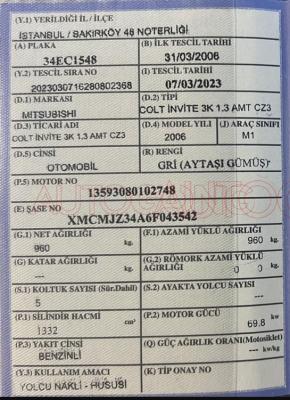 (Y.1) VERİLDİĞİ İL / İLÇE
İSTANBUL / BAKIRKÖY 48 NOTERLİĞİ
(A) PLAKA
34EC1548
(B) İLK TESCİL TARİHİ
31/03/2006
(Y.2) TESCİL SIRA NO
2023030716280802368
(I) TESCİL TARİHİ
07/03/2023
(D.1) MARKASI
MITSUBISHI
(D.2) TİPİ
COLT İNVİTE 3K 1.3 AMT CZ3
(D.3) TİCARİ ADI
COLT İNVİTE 3K 1.3 AMT CZ3
(D.4) MODEL YILI
2006
(J) ARAÇ SINIFI
M1
(D.5) CİNSİ
OTOMOBİL
(R) RENGİ
GRİ (AYTAŞI GÜMÜŞ)
(P.5) MOTOR NO
13593080102748
(E) ŞASE NO
XMCMJZ34A6F043542
(G.1) NET AĞIRLIĞI
960 kg.
(F.1) AZAMİ YÜKLÜ AĞIRLIĞI
960 kg.
(G) KATAR AĞIRLIĞI
--- kg.
(G.2) RÖMORK AZAMİ YÜKLÜ AĞIRLIĞI
0 0 kg.
(S.1) KOLTUK SAYISI (Sür.Dahil)
5
(S.2) AYAKTA YOLCU SAYISI
---
(P.1) SİLİNDİR HACMİ
1332 cm³
(P.2) MOTOR GÜCÜ
69.8 kw
(P.3) YAKIT CİNSİ
BENZİNLİ
(Q) GÜÇ AĞIRLIK ORANI(Motosiklet)
--- kw/kg
(Y.3) KULLANIM AMACI
YOLCU NAKLİ - HUSUSİ
(K) TİP ONAY NO
---